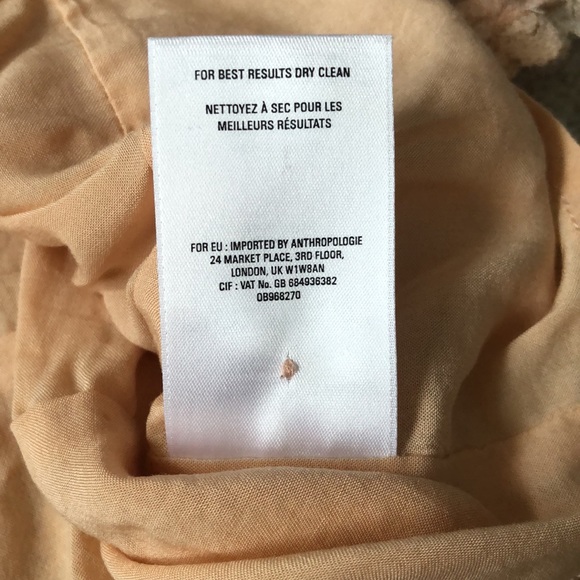 FOR BEST RESULTS DRY CLEAN
NETTOYEZ À SEC POUR LES
MEILLEURS RÉSULTATS
FOR EU : IMPORTED BY ANTHROPOLOGIE
24 MARKET PLACE, 3RD FLOOR,
LONDON, UK W1W8AN
CIF : VAT No. GB 684936382
OB968270